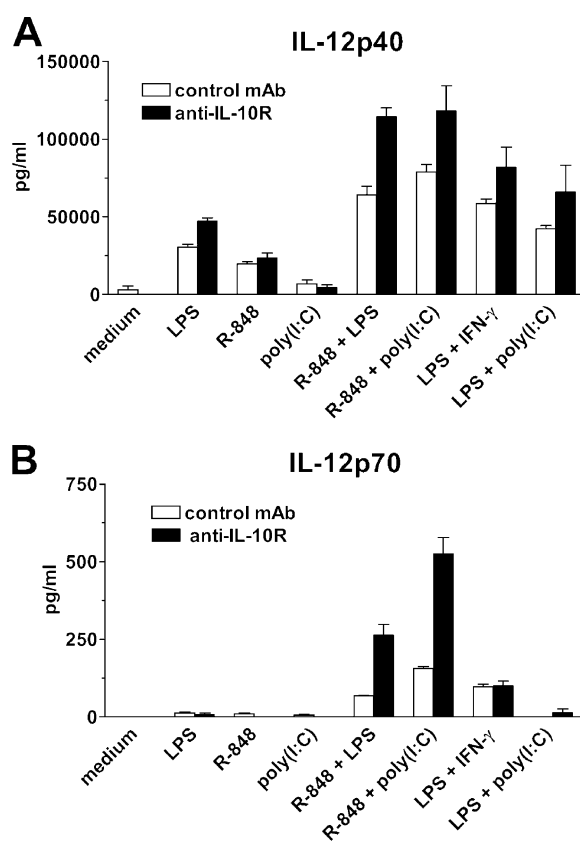 A
IL-12p40
150000
100000
50000
0
pg/ml
control mAb
anti-IL-10R
medium
LPS
R-848
poly(I:C)
R-848 + LPS
R-848 + poly(I:C)
LPS + IFN-γ
LPS + poly(I:C)
B
IL-12p70
750
500
250
0
pg/ml
control mAb
anti-IL-10R
medium
LPS
R-848
poly(I:C)
R-848 + LPS
R-848 + poly(I:C)
LPS + IFN-γ
LPS + poly(I:C)